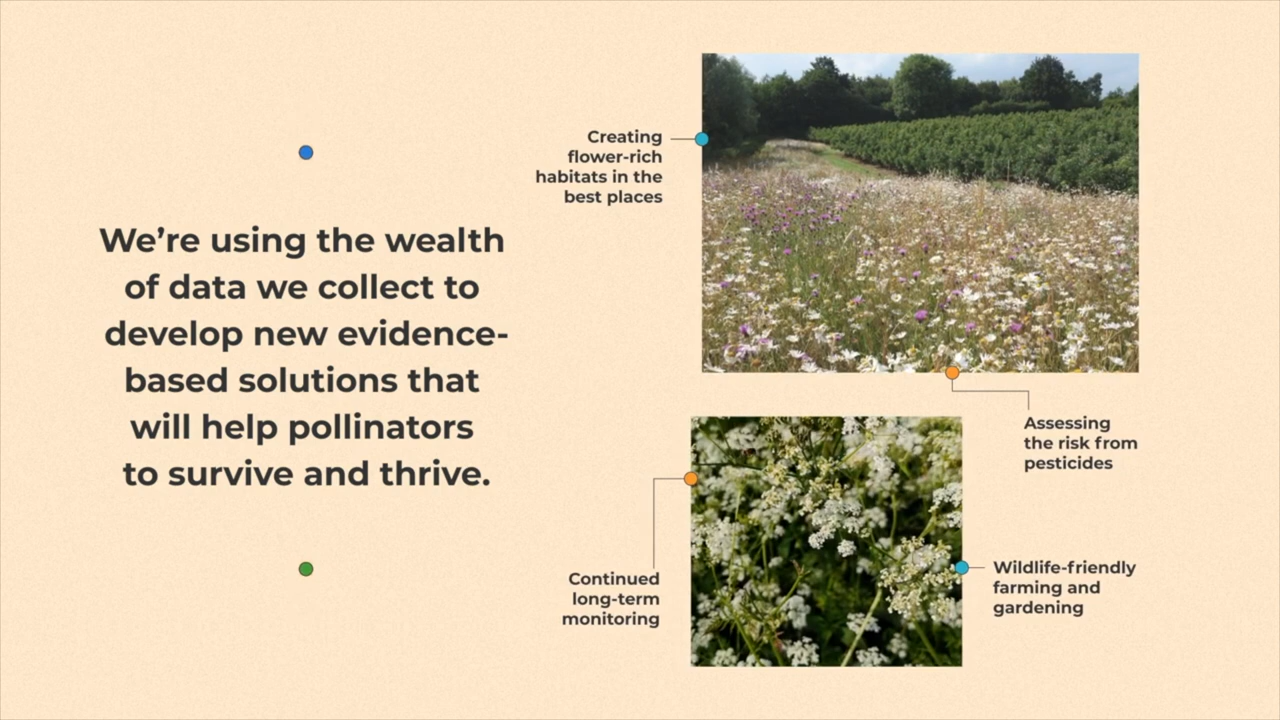 We’re using the wealth
of data we collect to
develop new evidence-
based solutions that
will help pollinators
to survive and thrive.
Creating
flower-rich
habitats in the
best places
Assessing
the risk from
pesticides
Continued
long-term
monitoring
Wildlife-friendly
farming and
gardening